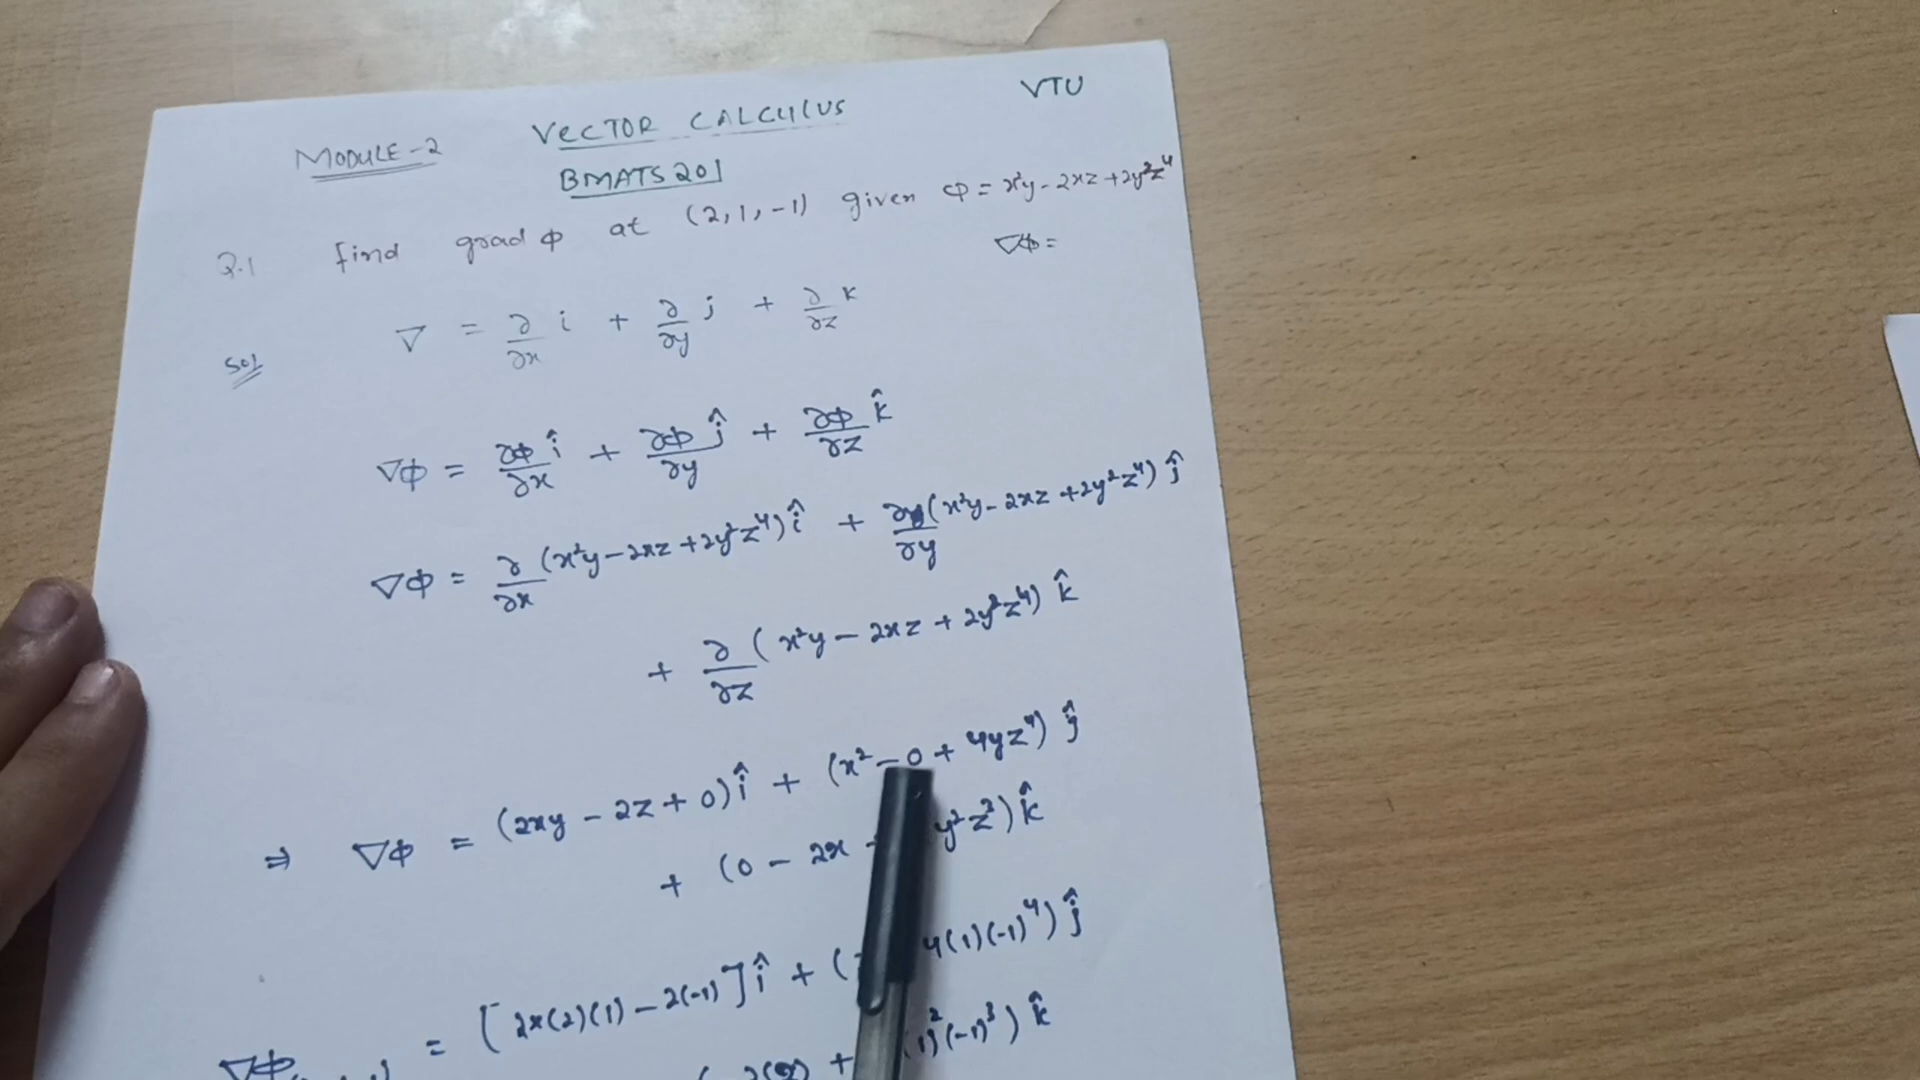 MODULE-2 VECTOR CALCULUS VTU
BMATS201
Q.1 find grad ϕ at (2,1,-1) given ϕ = x²y - 2xz + 2y²z⁴
∇ϕ =
Sol ∇ = ∂/∂x i + ∂/∂y j + ∂/∂z k
∇ϕ = ∂ϕ/∂x î + ∂ϕ/∂y ĵ + ∂ϕ/∂z k̂
∇ϕ = ∂/∂x (x²y - 2xz + 2y²z⁴) î + ∂/∂y (x²y - 2xz + 2y²z⁴) ĵ
+ ∂/∂z (x²y - 2xz + 2y²z⁴) k̂
⇒ ∇ϕ = (2xy - 2z + 0) î + (x² - 0 + 4yz⁴) ĵ
+ (0 - 2x y²z³) k̂
∇ϕ = [2×(2)(1) - 2(-1)] î + ( 4(1)(-1)⁴) ĵ
2(2) + (1)²(-1)³) k̂